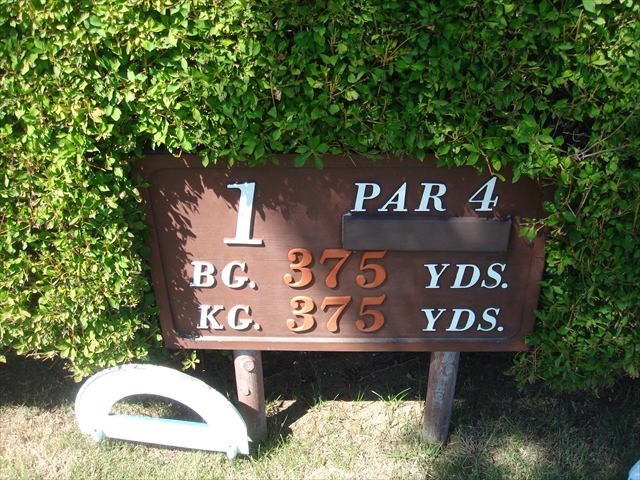 1 PAR 4
BG. 375 YDS.
KG. 375 YDS.